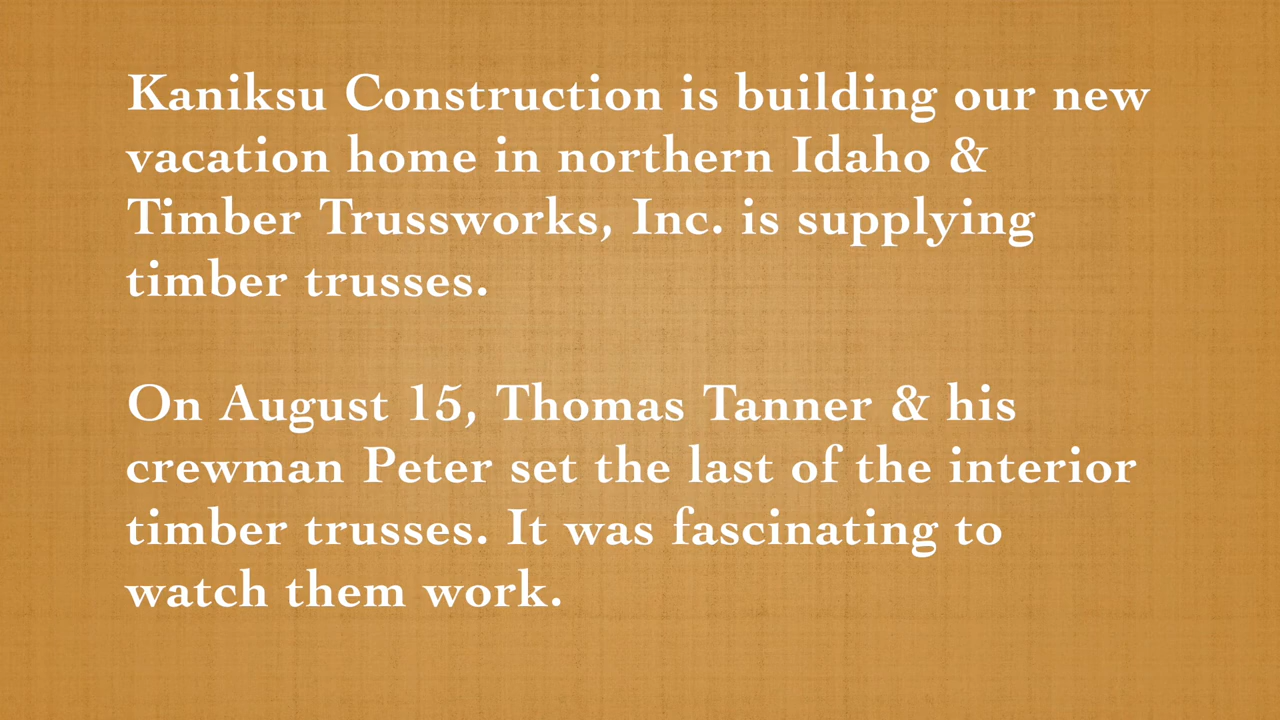 Kaniksu Construction is building our new
vacation home in northern Idaho &
Timber Trussworks, Inc. is supplying
timber trusses.
On August 15, Thomas Tanner & his
crewman Peter set the last of the interior
timber trusses. It was fascinating to
watch them work.